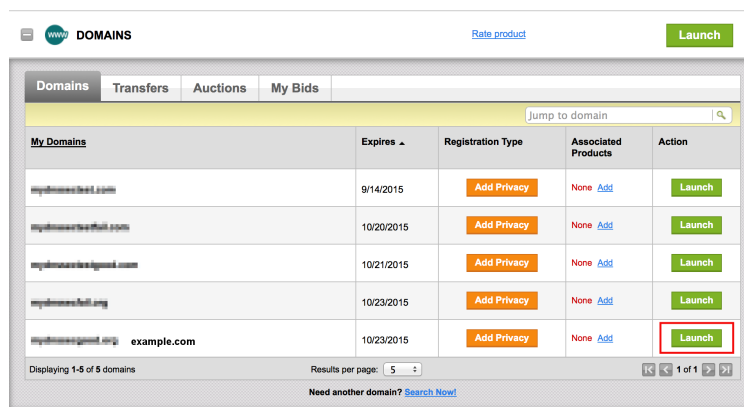 www DOMAINS Rate product Launch
Domains Transfers Auctions My Bids
Jump to domain
My Domains Expires Registration Type Associated Products Action
9/14/2015 Add Privacy None Add Launch
10/20/2015 Add Privacy None Add Launch
10/21/2015 Add Privacy None Add Launch
10/23/2015 Add Privacy None Add Launch
example.com 10/23/2015 Add Privacy None Add Launch
Displaying 1-5 of 5 domains Results per page: 5 1 of 1
Need another domain? Search Now!